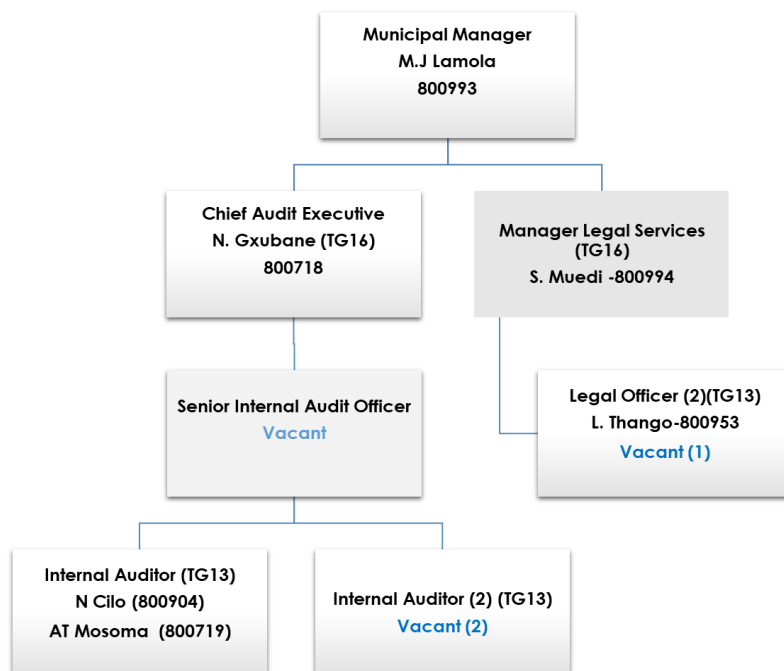 Municipal Manager
M.J Lamola
800993
Chief Audit Executive
N. Gxubane (TG16)
800718
Manager Legal Services
(TG16)
S. Muedi -800994
Senior Internal Audit Officer
Vacant
Legal Officer (2)(TG13)
L. Thango-800953
Vacant (1)
Internal Auditor (TG13)
N Cilo (800904)
AT Mosoma (800719)
Internal Auditor (2) (TG13)
Vacant (2)